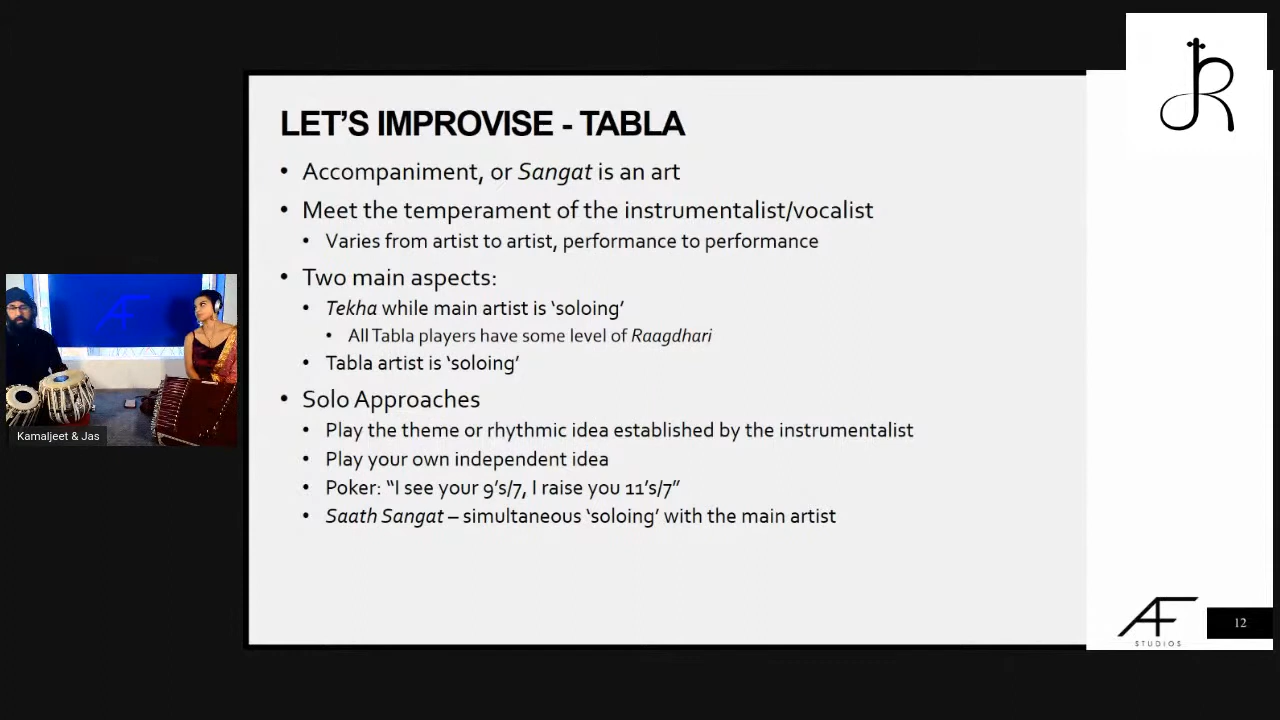 LET'S IMPROVISE - TABLA
• Accompaniment, or Sangat is an art
• Meet the temperament of the instrumentalist/vocalist
• Varies from artist to artist, performance to performance
• Two main aspects:
• Tekha while main artist is ‘soloing’
• All Tabla players have some level of Raagdhari
• Tabla artist is ‘soloing’
• Solo Approaches
• Play the theme or rhythmic idea established by the instrumentalist
• Play your own independent idea
• Poker: “I see your 9’s/7, I raise you 11’s/7”
• Saath Sangat – simultaneous ‘soloing’ with the main artist
Kamaljeet & Jas
AF
STUDIOS
12
AF